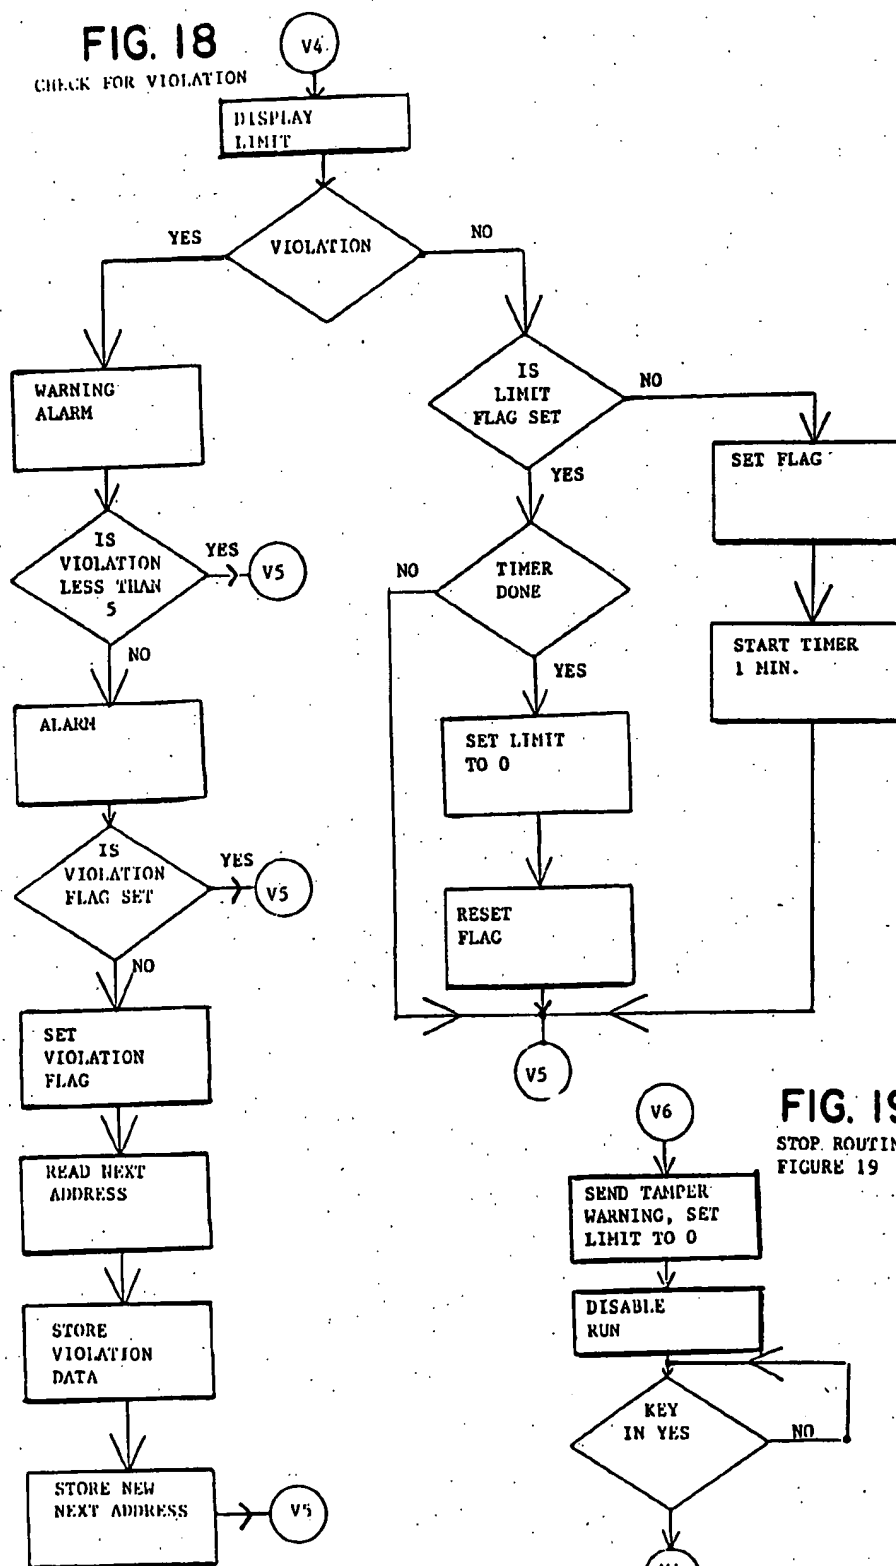 FIG. 18
CHECK FOR VIOLATION
V4
DISPLAY
LIMIT
VIOLATION
YES
NO
WARNING
ALARM
IS
VIOLATION
LESS THAN
5
YES
V5
NO
ALARM
IS
VIOLATION
FLAG SET
YES
V5
NO
SET
VIOLATION
FLAG
READ NEXT
ADDRESS
STORE
VIOLATION
DATA
STORE NEW
NEXT ADDRESS
V5
IS
LIMIT
FLAG SET
NO
YES
SET FLAG
START TIMER
1 MIN.
TIMER
DONE
NO
YES
SET LIMIT
TO 0
RESET
FLAG
V5
FIG. 19
STOP ROUTIN
FIGURE 19
V6
SEND TAMPER
WARNING, SET
LIMIT TO 0
DISABLE
RUN
KEY
IN YES
NO